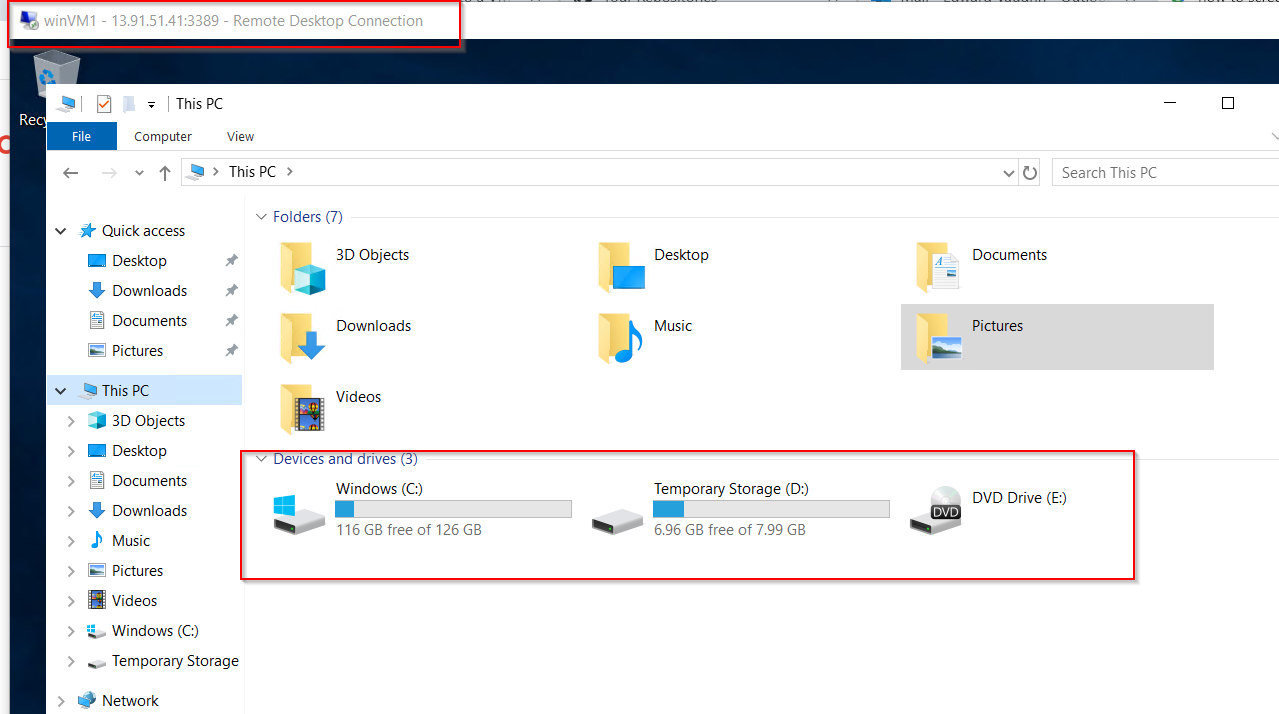 winVM1 - 13.91.51.41:3389 - Remote Desktop Connection
This PC
File Computer View
This PC
Search This PC
Quick access
Desktop
Downloads
Documents
Pictures
This PC
3D Objects
Desktop
Documents
Downloads
Music
Pictures
Videos
Windows (C:)
Temporary Storage
Network
Folders (7)
3D Objects
Desktop
Documents
Downloads
Music
Pictures
Videos
Devices and drives (3)
Windows (C:)
116 GB free of 126 GB
Temporary Storage (D:)
6.96 GB free of 7.99 GB
DVD
DVD Drive (E:)